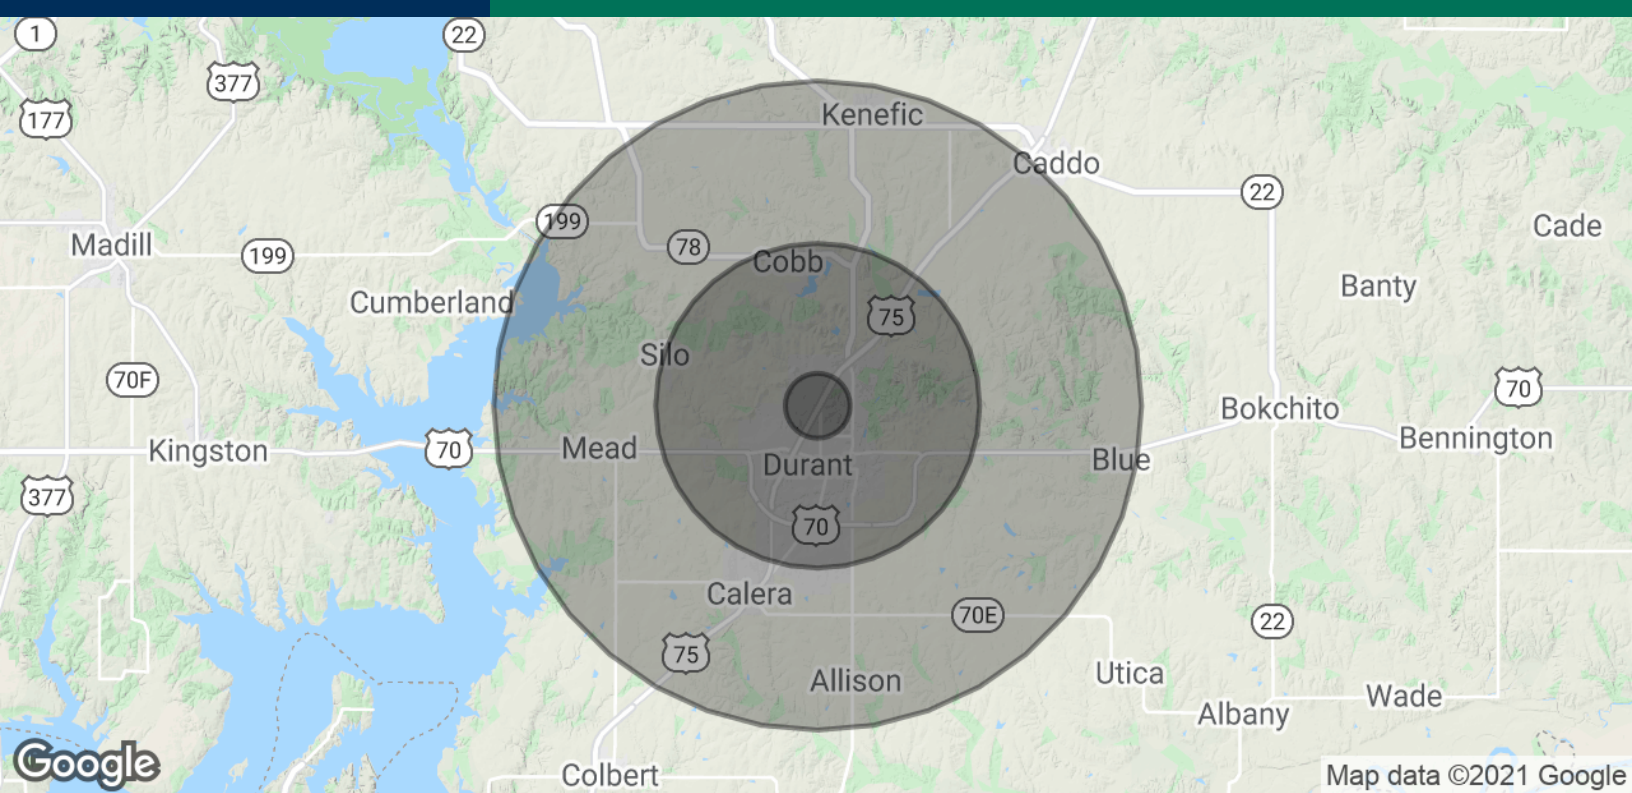 1
22
377
177
Kenefic
Caddo
22
199
Cade
Madill
199
78
Cobb
Banty
Cumberland
75
Silo
70F
70
Bokchito
Bennington
Kingston
70
Mead
Durant
Blue
377
70
Calera
70E
22
75
Allison
Utica
Wade
Albany
Google
Colbert
Map data ©2021 Google